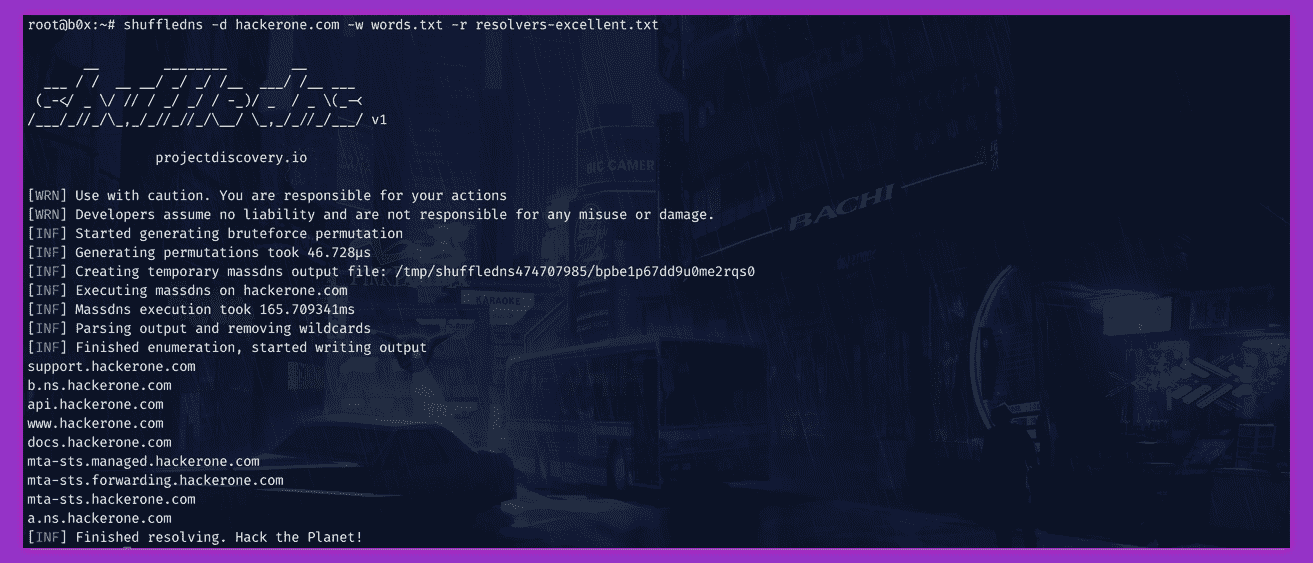 root@b0x:~# shuffledns -d hackerone.com -w words.txt -r resolvers-excellent.txt
shuffledns v1
projectdiscovery.io
[WRN] Use with caution. You are responsible for your actions
[WRN] Developers assume no liability and are not responsible for any misuse or damage.
[INF] Started generating bruteforce permutation
[INF] Generating permutations took 46.728µs
[INF] Creating temporary massdns output file: /tmp/shuffledns474707985/bpbe1p67dd9u0me2rqs0
[INF] Executing massdns on hackerone.com
[INF] Massdns execution took 165.709341ms
[INF] Parsing output and removing wildcards
[INF] Finished enumeration, started writing output
support.hackerone.com
b.ns.hackerone.com
api.hackerone.com
www.hackerone.com
docs.hackerone.com
mta-sts.managed.hackerone.com
mta-sts.forwarding.hackerone.com
mta-sts.hackerone.com
a.ns.hackerone.com
[INF] Finished resolving. Hack the Planet!
BIC CAMER
BACHI
KARAOKE